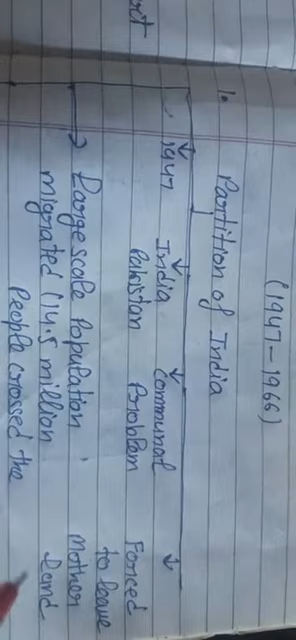 (1947-1966)
1. Partition of India
1947
India
Pakistan
Communal
Problem
Forced
to leave
Mother
Land
Large scale Population
migrated (14.5 million
People crossed the